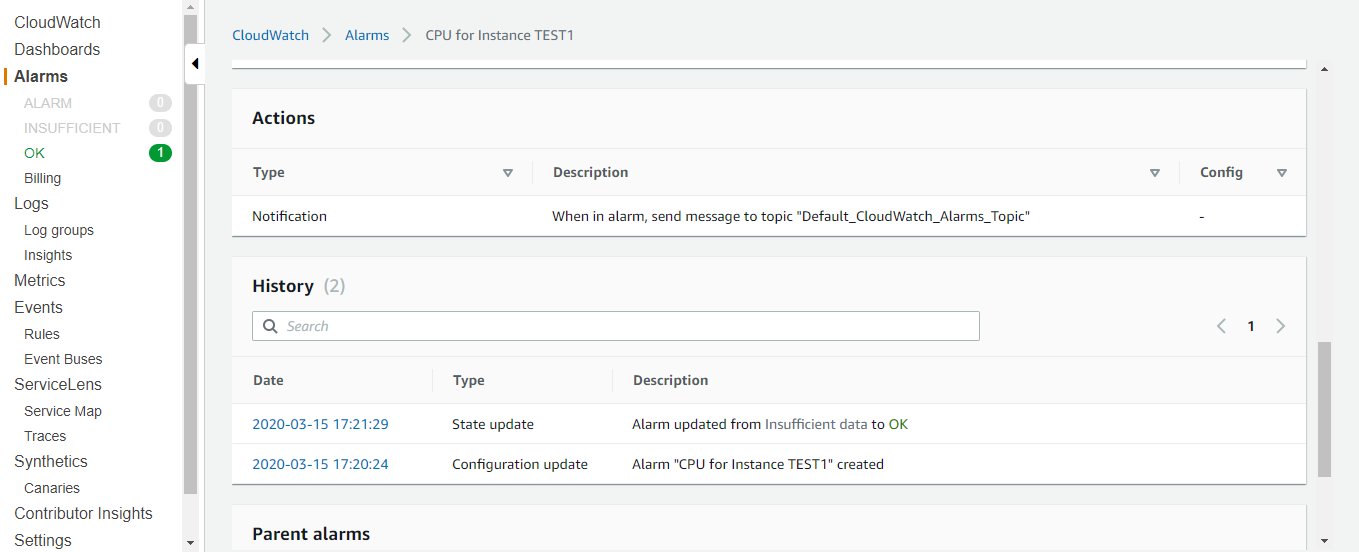 CloudWatch
Dashboards
Alarms
ALARM 0
INSUFFICIENT 0
OK 1
Billing
Logs
Log groups
Insights
Metrics
Events
Rules
Event Buses
ServiceLens
Service Map
Traces
Synthetics
Canaries
Contributor Insights
Settings
CloudWatch Alarms CPU for Instance TEST1
Actions
Type Description Config
Notification When in alarm, send message to topic "Default_CloudWatch_Alarms_Topic" -
History (2)
Search 1
Date Type Description
2020-03-15 17:21:29 State update Alarm updated from Insufficient data to OK
2020-03-15 17:20:24 Configuration update Alarm "CPU for Instance TEST1" created
Parent alarms